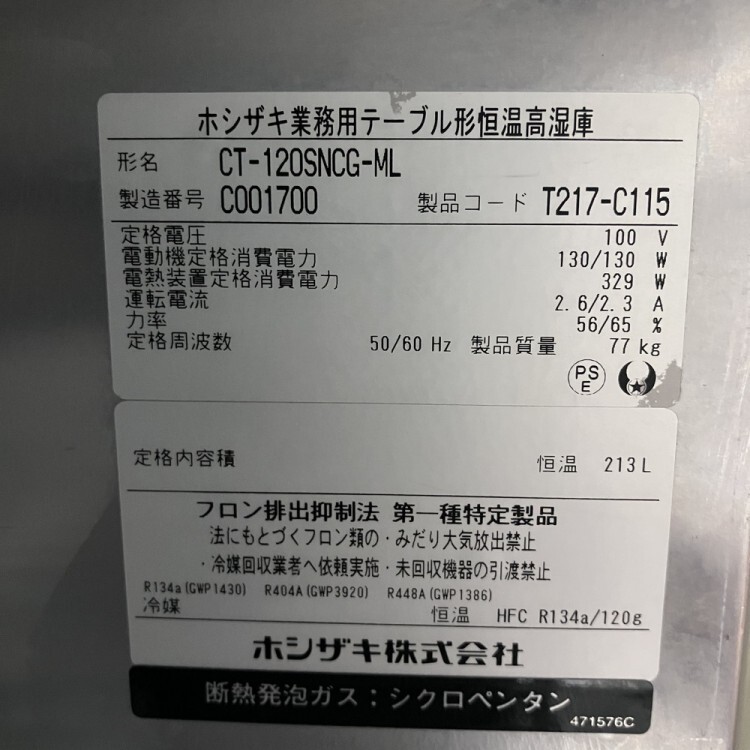 ホシザキ業務用テーブル形恒温高湿庫
形名 CT-120SNCG-ML
製造番号 C001700 製品コード T217-C115
定格電圧 100 V
電動機定格消費電力 130/130 W
電熱装置定格消費電力 329 W
運転電流 2.6/2.3 A
力率 56/65 %
定格周波数 50/60 Hz 製品質量 77 kg
PSE
定格内容積 恒温 213 L
フロン排出抑制法 第一種特定製品
法にもとづくフロン類の・みだり大気放出禁止
・冷媒回収業者へ依頼実施・未回収機器の引渡禁止
R134a(GWP1430) R404A(GWP3920) R448A(GWP1386)
冷媒 恒温 HFC R134a/120g
ホシザキ株式会社
断熱発泡ガス：シクロペンタン
471576C